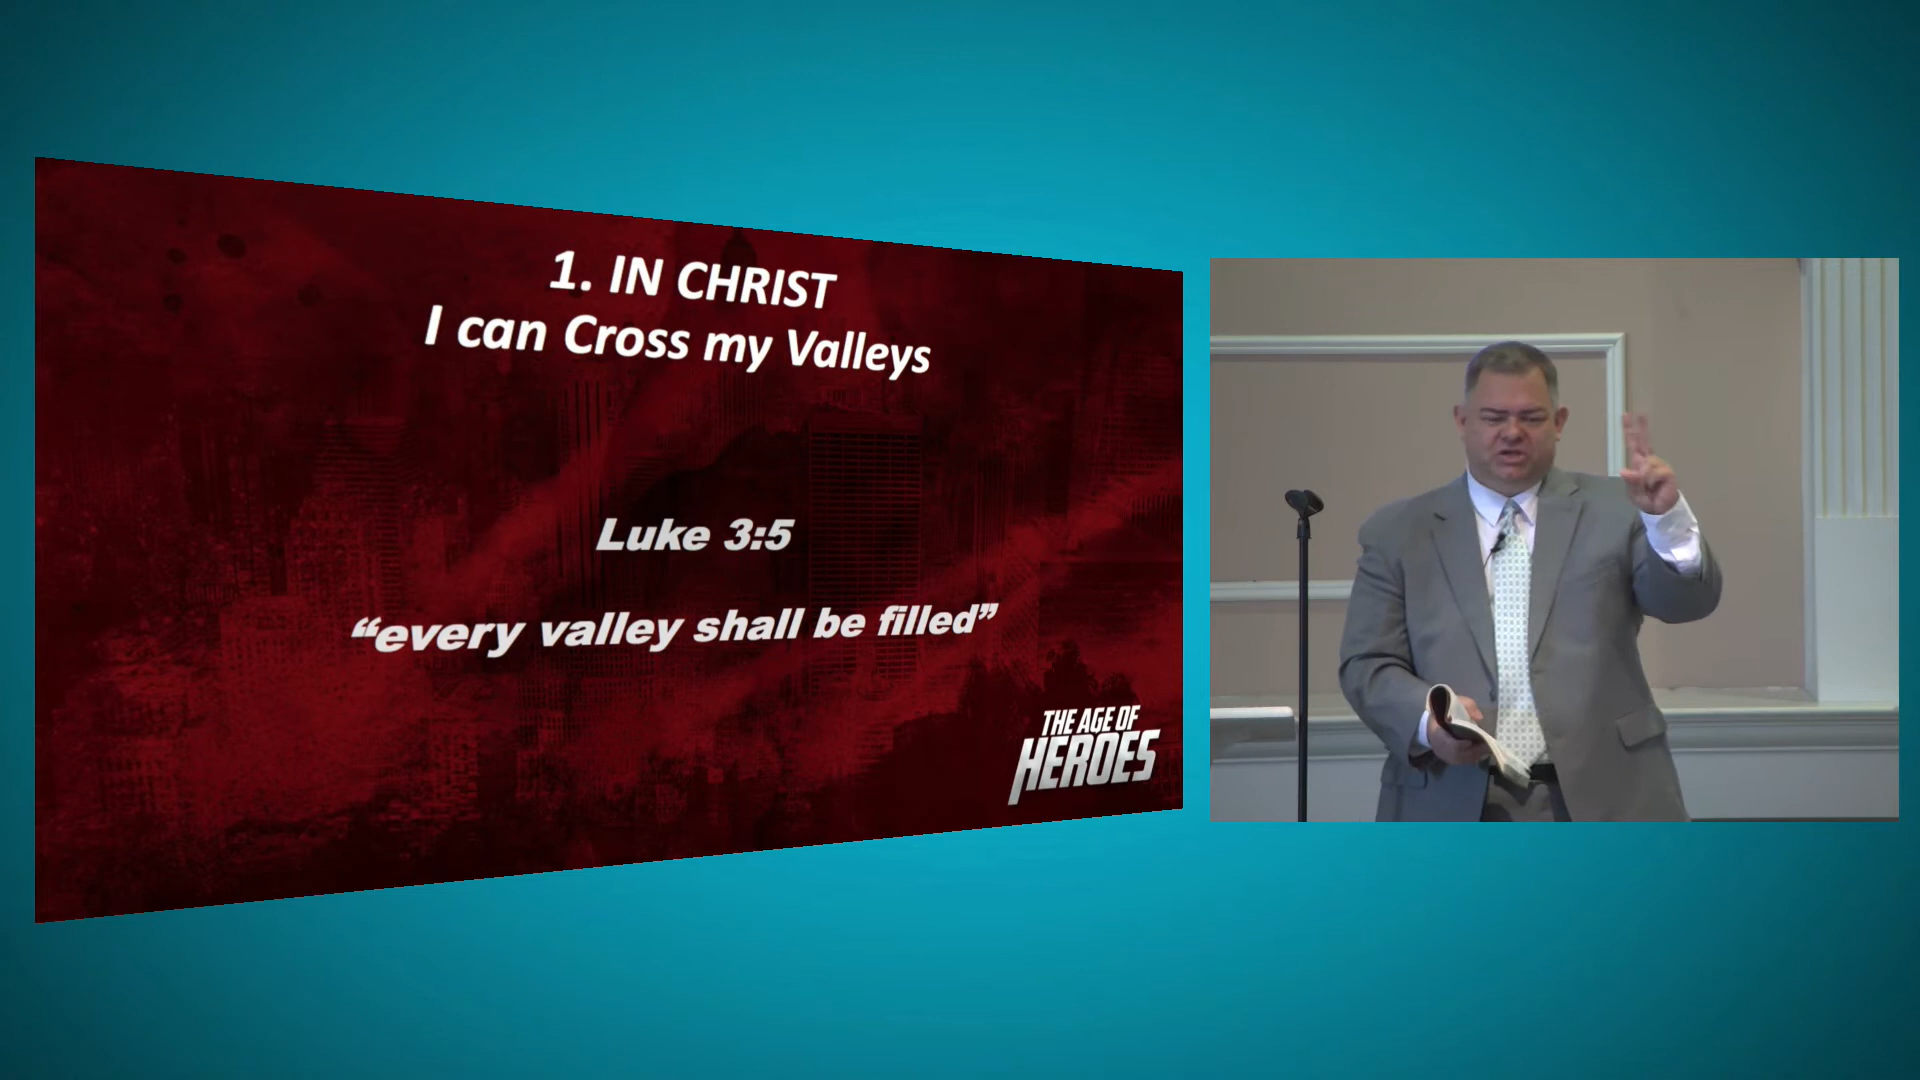 1. IN CHRIST
I can Cross my Valleys
Luke 3:5
“every valley shall be filled”
THE AGE OF
HEROES